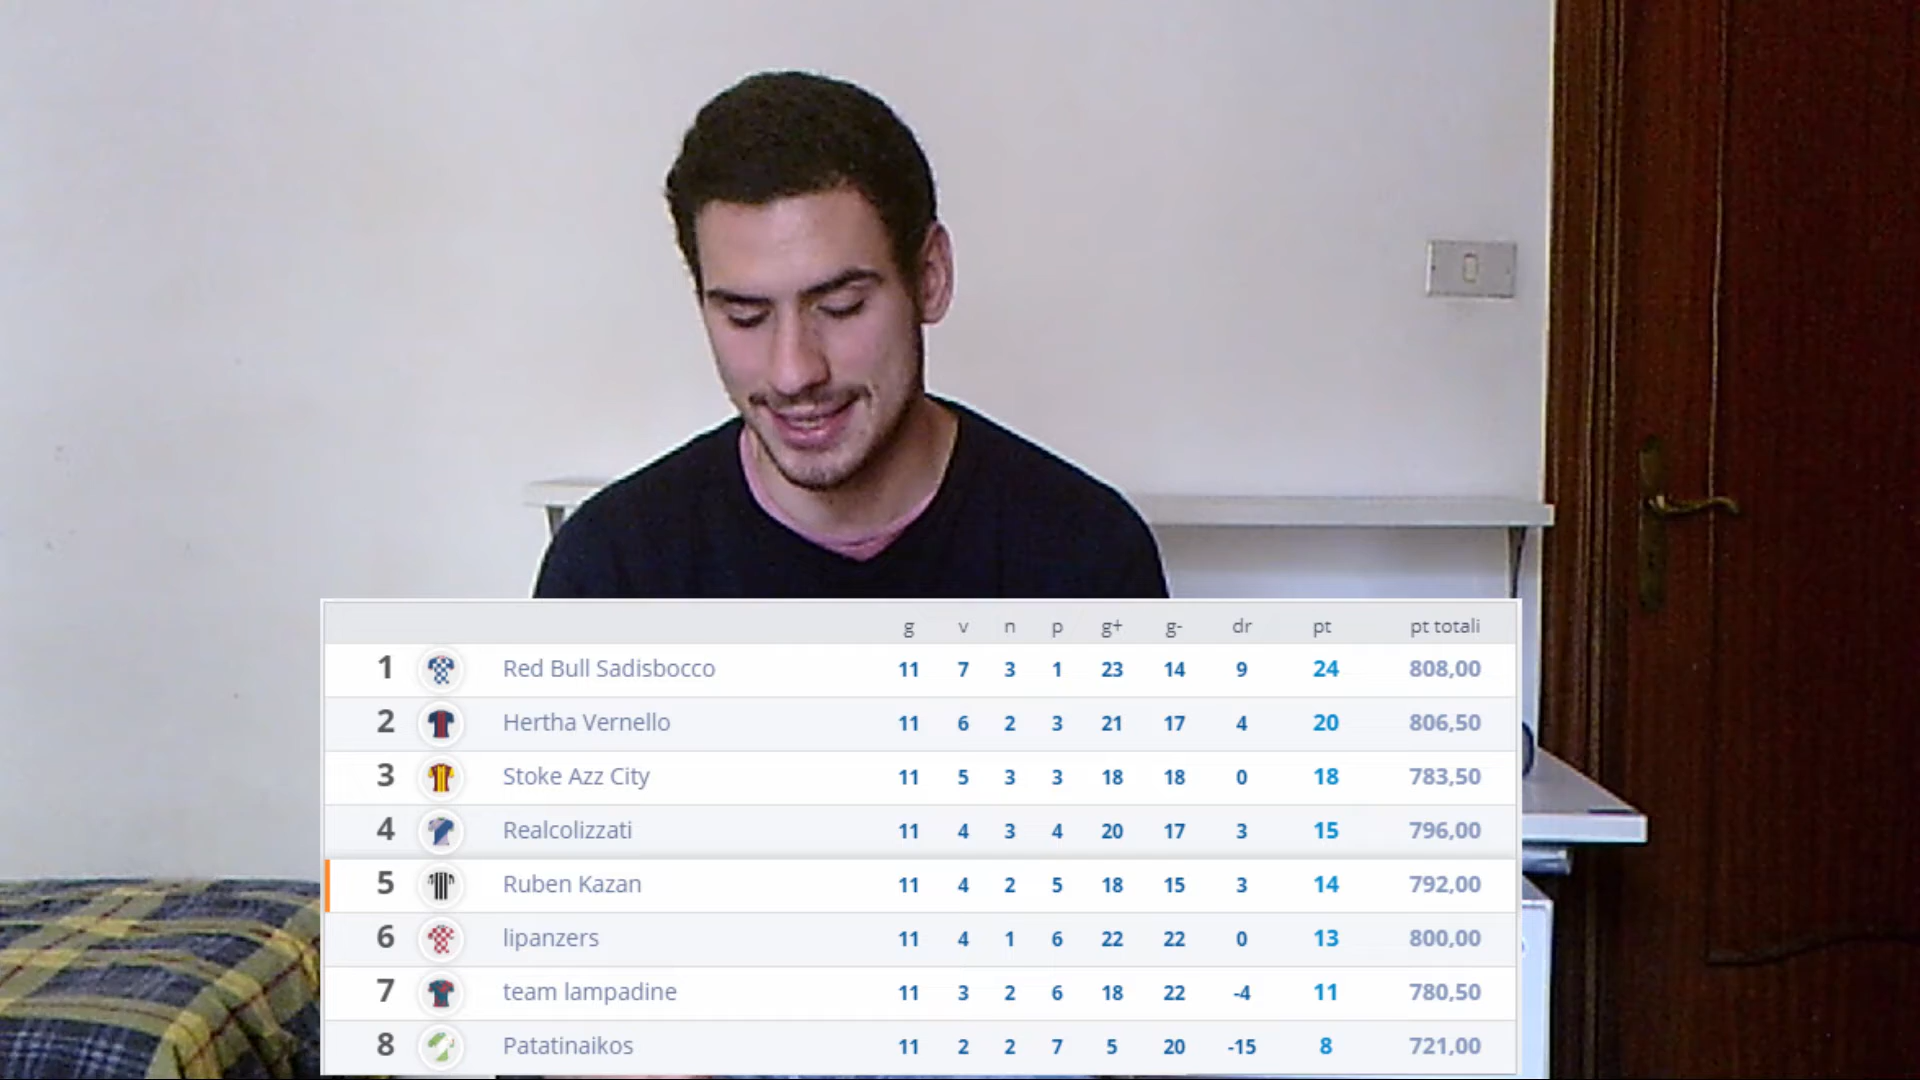 g v n p g+ g- dr pt pt totali
1 Red Bull Sadisbocco 11 7 3 1 23 14 9 24 808,00
2 Hertha Vernello 11 6 2 3 21 17 4 20 806,50
3 Stoke Azz City 11 5 3 3 18 18 0 18 783,50
4 Realcolizzati 11 4 3 4 20 17 3 15 796,00
5 Ruben Kazan 11 4 2 5 18 15 3 14 792,00
6 lipanzers 11 4 1 6 22 22 0 13 800,00
7 team lampadine 11 3 2 6 18 22 -4 11 780,50
8 Patatinaikos 11 2 2 7 5 20 -15 8 721,00